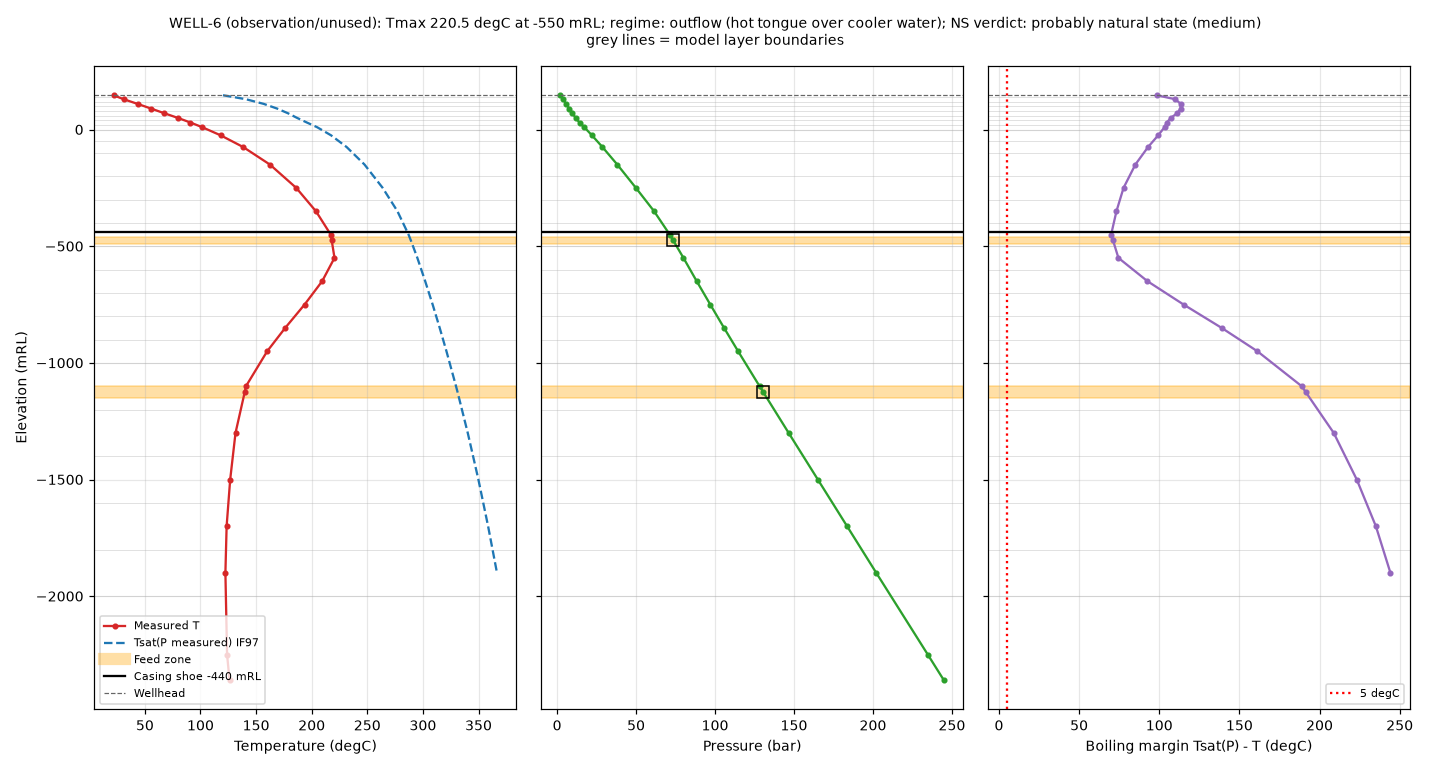 WELL-6 (observation/unused): Tmax 220.5 degC at -550 mRL; regime: outflow (hot tongue over cooler water); NS verdict: probably natural state (medium)
grey lines = model layer boundaries
Elevation (mRL)
0
−500
−1000
−1500
−2000
Measured T
Tsat(P measured) IF97
Feed zone
Casing shoe -440 mRL
Wellhead
5 degC
50 100 150 200 250 300 350
0 50 100 150 200 250
0 50 100 150 200 250
Temperature (degC)
Pressure (bar)
Boiling margin Tsat(P) - T (degC)